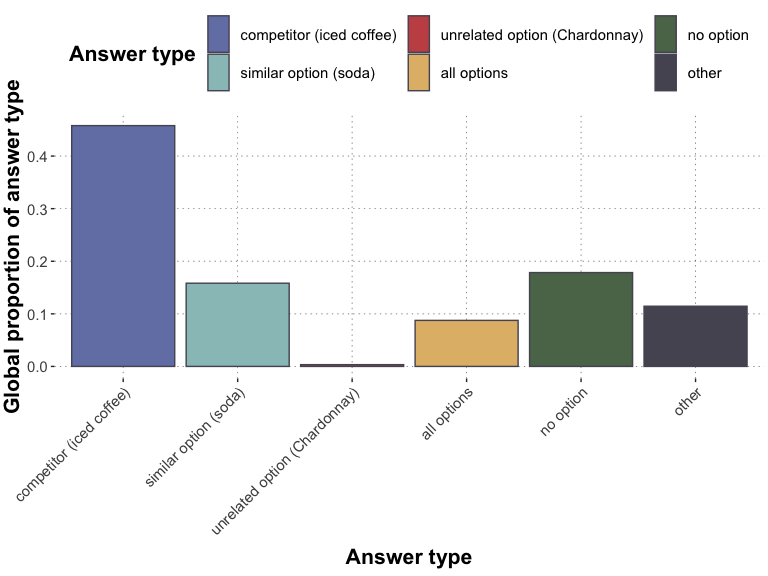 Answer type
competitor (iced coffee)
unrelated option (Chardonnay)
no option
similar option (soda)
all options
other
Global proportion of answer type
0.4
0.3
0.2
0.1
0.0
competitor (iced coffee)
similar option (soda)
unrelated option (Chardonnay)
all options
no option
other
Answer type